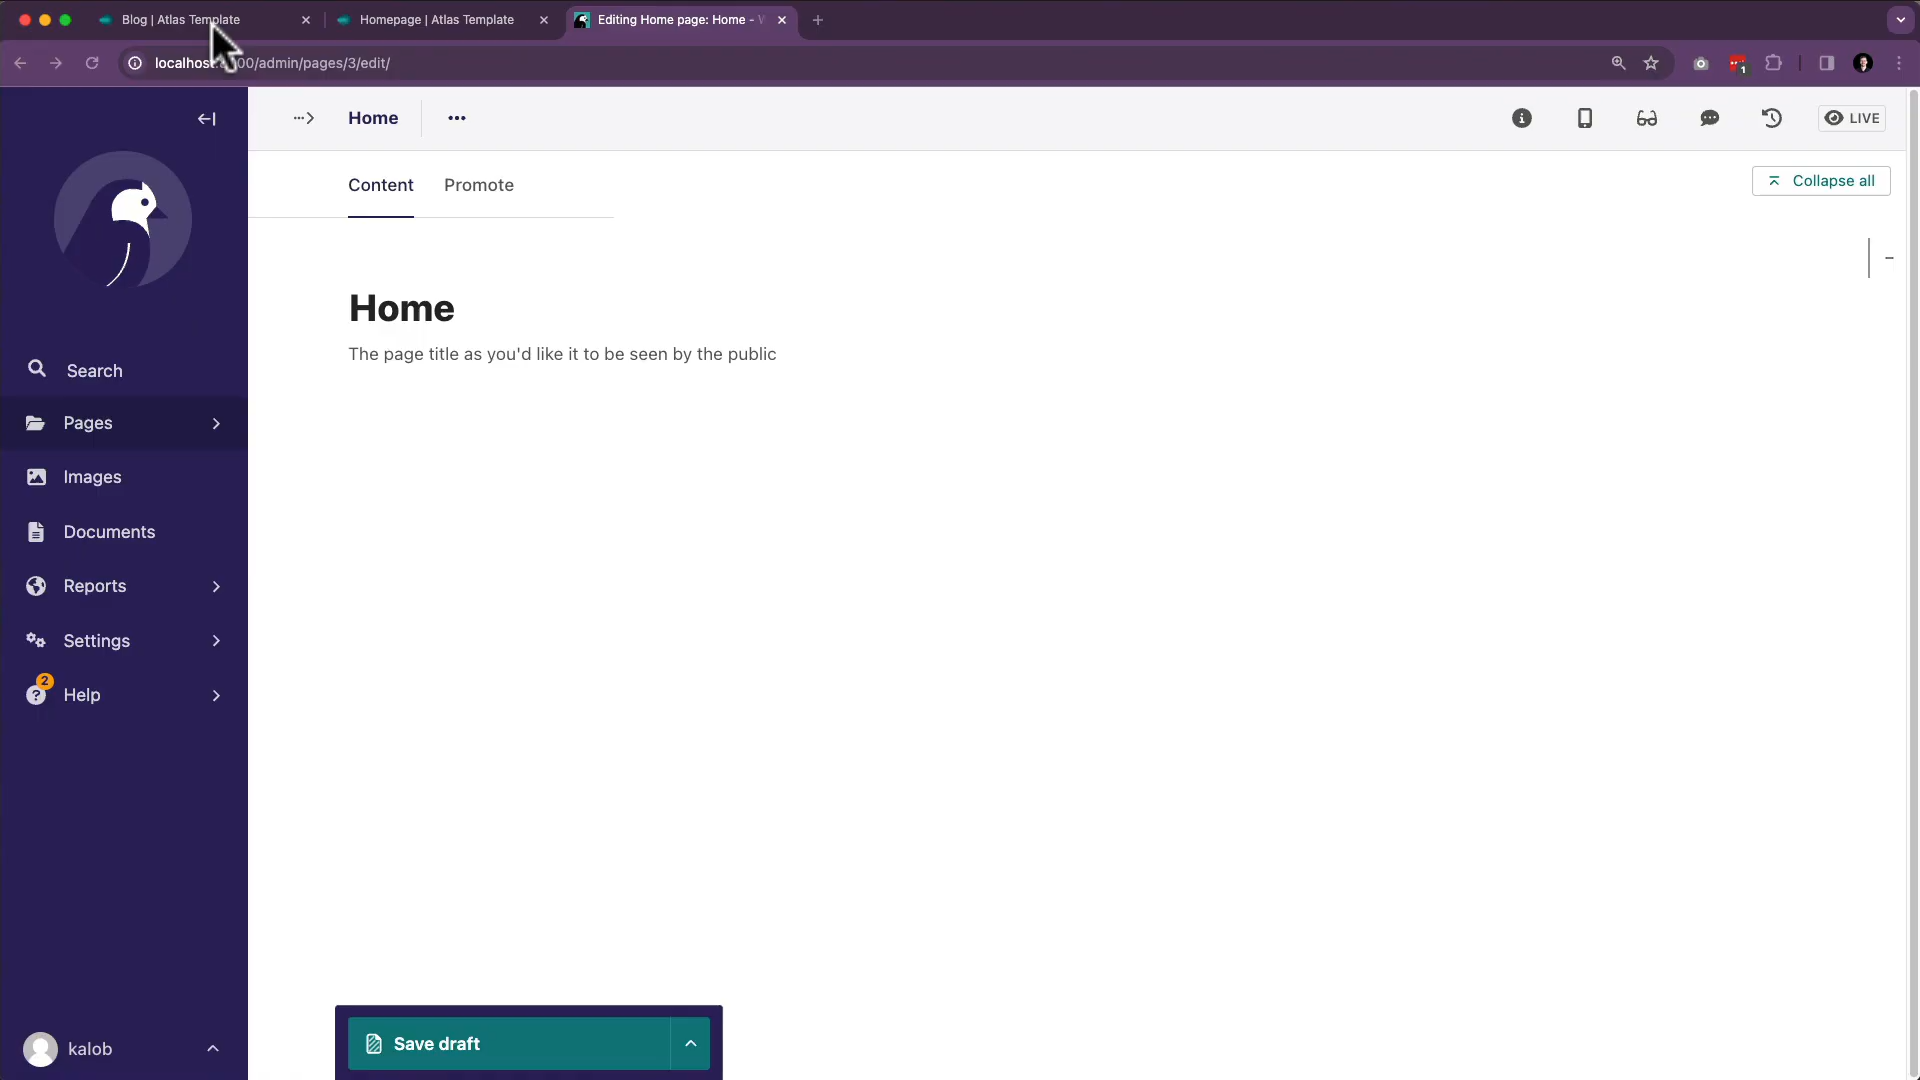 Blog | Atlas Template
Homepage | Atlas Template
Editing Home page: Home -
localhost
00/admin/pages/3/edit/
1
Home
LIVE
Content
Promote
Collapse all
Home
The page title as you'd like it to be seen by the public
Search
Pages
Images
Documents
Reports
Settings
2
Help
kalob
Save draft